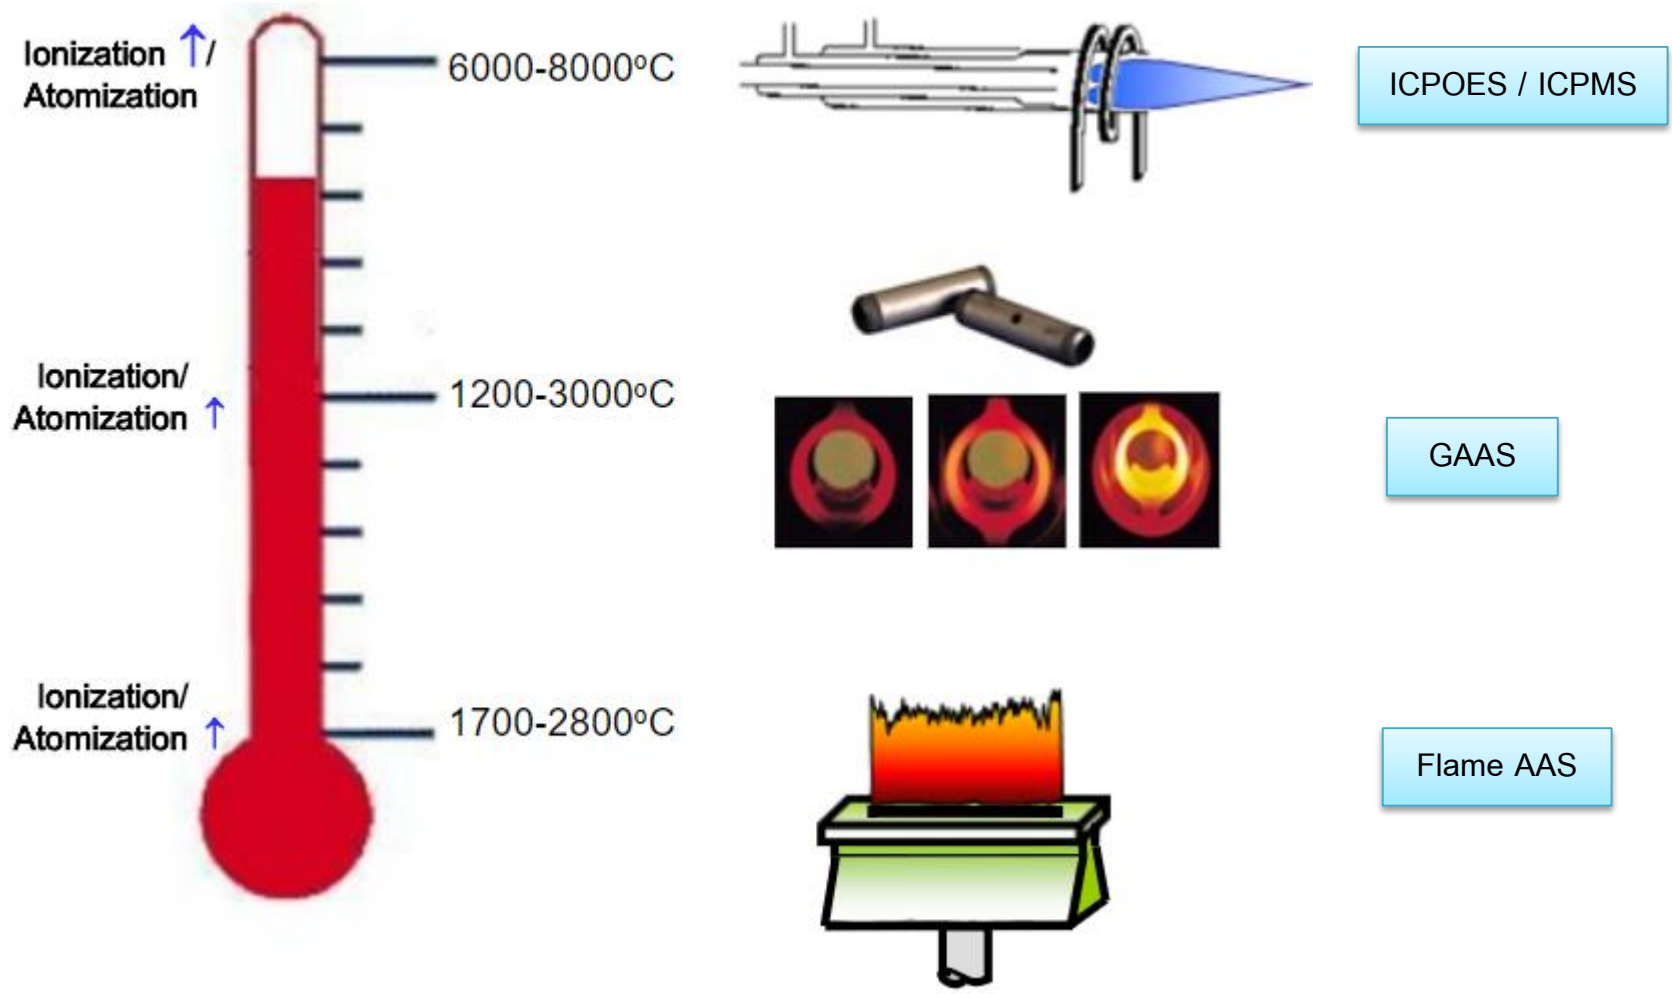 Ionization ↑/
Atomization
6000-8000ºC
ICPOES / ICPMS
Ionization/
Atomization ↑
1200-3000ºC
GAAS
Ionization/
Atomization ↑
1700-2800ºC
Flame AAS